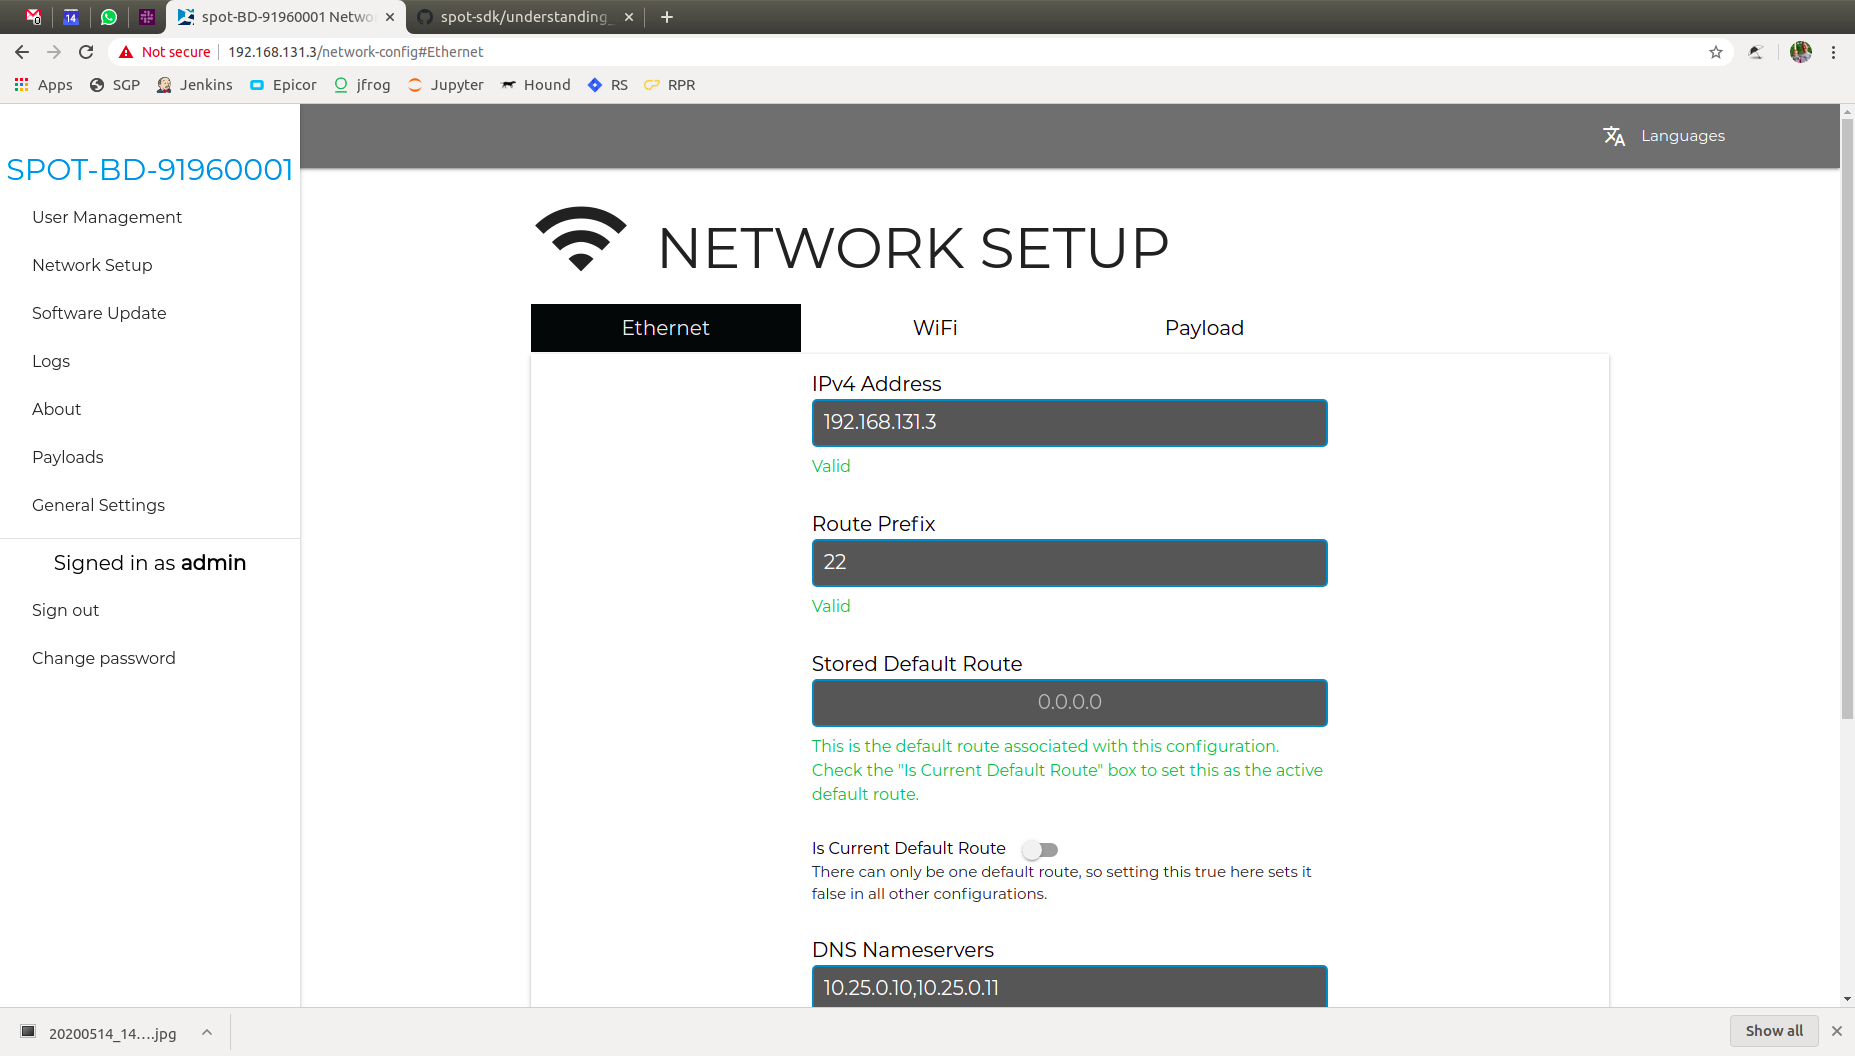 0
14
spot-BD-91960001 Netwo
spot-sdk/understanding_
Not secure
192.168.131.3/network-config#Ethernet
Apps
SGP
Jenkins
Epicor
jfrog
Jupyter
Hound
RS
RPR
Languages
SPOT-BD-91960001
User Management
Network Setup
Software Update
Logs
About
Payloads
General Settings
Signed in as admin
Sign out
Change password
NETWORK SETUP
Ethernet
WiFi
Payload
IPv4 Address
192.168.131.3
Valid
Route Prefix
22
Valid
Stored Default Route
0.0.0.0
This is the default route associated with this configuration.
Check the "Is Current Default Route" box to set this as the active
default route.
Is Current Default Route
There can only be one default route, so setting this true here sets it
false in all other configurations.
DNS Nameservers
10.25.0.10,10.25.0.11
20200514_14....jpg
Show all